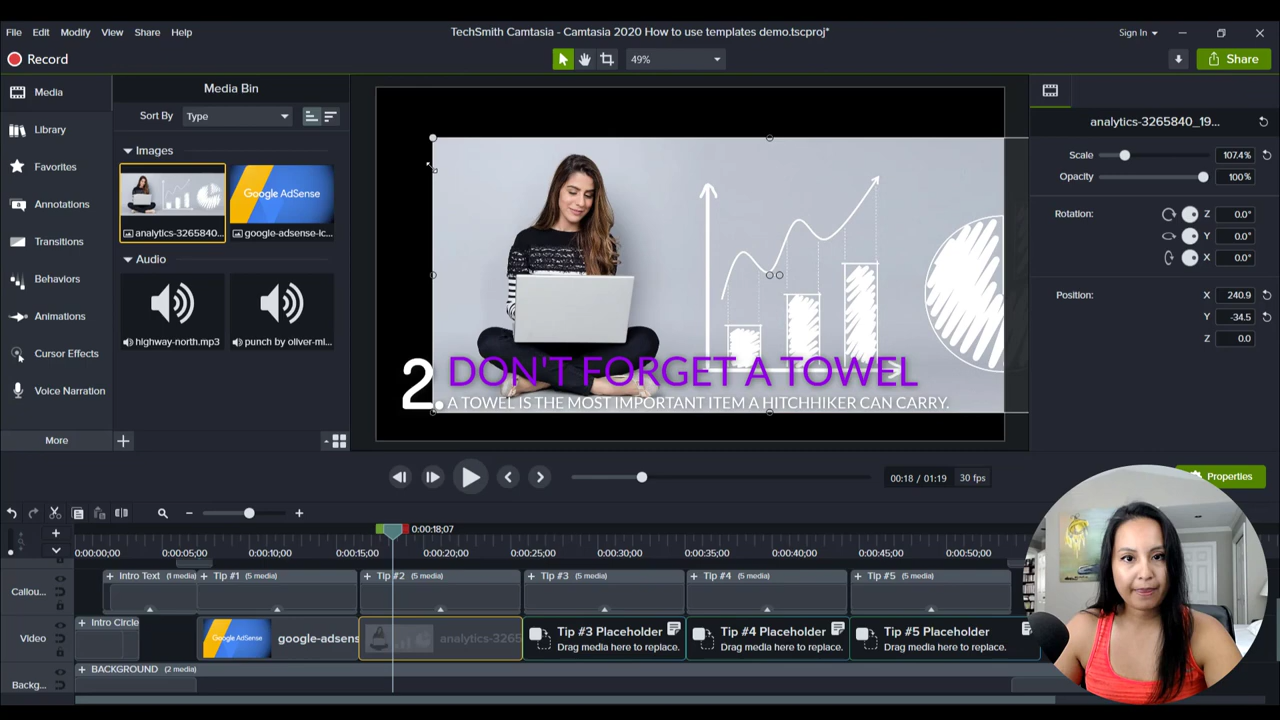 File Edit Modify View Share Help
TechSmith Camtasia - Camtasia 2020 How to use templates demo.tscproj*
Sign In
Record
49%
Share
Media
Library
Favorites
Annotations
Transitions
Behaviors
Animations
Cursor Effects
Voice Narration
More
Media Bin
Sort By Type
Images
Google AdSense
analytics-3265840... google-adsense-lc...
Audio
highway-north.mp3 punch by oliver-mi...
2. DON'T FORGET A TOWEL
A TOWEL IS THE MOST IMPORTANT ITEM A HITCHHIKER CAN CARRY.
analytics-3265840_19...
Scale 107.4%
Opacity 100%
Rotation: Z 0.0°
Y 0.0°
X 0.0°
Position: X 240.9
Y -34.5
Z 0.0
00:18 / 01:19 30 fps
Properties
0:00:18;07
0:00:00;00 0:00:05;00 0:00:10;00 0:00:15;00 0:00:20;00 0:00:25;00 0:00:30;00 0:00:35;00 0:00:40;00 0:00:45;00 0:00:50;00
Callou...
+ Intro Text (1 media) + Tip #1 (5 media) + Tip #2 (5 media) + Tip #3 (5 media) + Tip #4 (5 media) + Tip #5 (5 media)
Video
+ Intro Circle
Google AdSense google-adsens analytics-3265
Tip #3 Placeholder Tip #4 Placeholder Tip #5 Placeholder
Drag media here to replace. Drag media here to replace. Drag media here to replace.
Backg...
+ BACKGROUND (2 media)